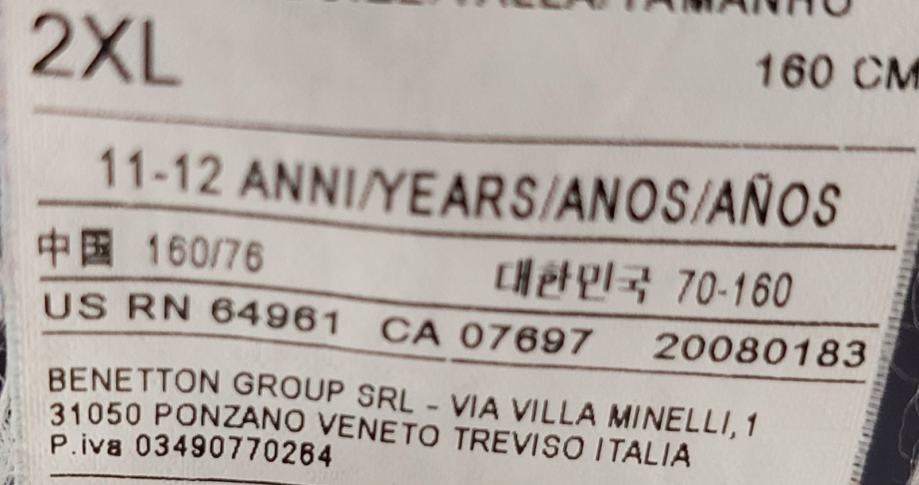 TAMANHO
2XL 160 CM
11-12 ANNI/YEARS/ANOS/AÑOS
中国 160/76 대한민국 70-160
US RN 64961 CA 07697 20080183
BENETTON GROUP SRL - VIA VILLA MINELLI, 1
31050 PONZANO VENETO TREVISO ITALIA
P.iva 03490770264